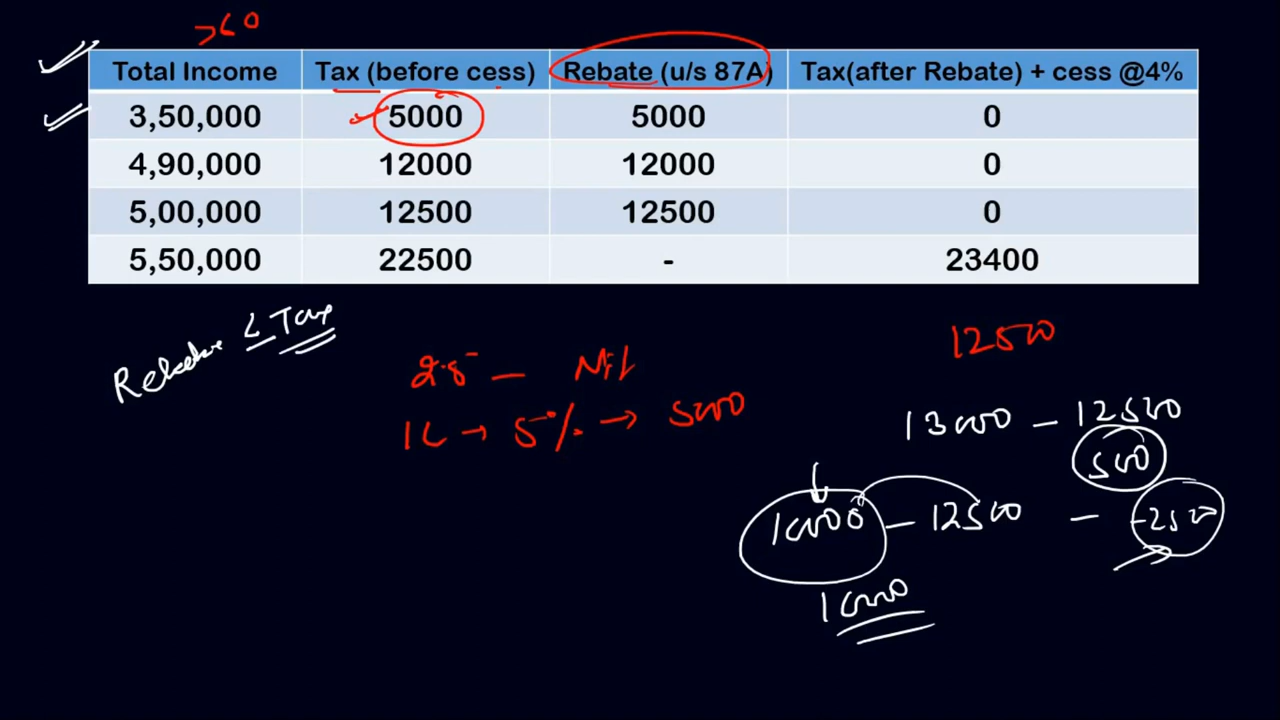 >60
Total Income Tax (before cess) Rebate (u/s 87A) Tax(after Rebate) + cess @4%
3,50,000 5000 5000 0
4,90,000 12000 12000 0
5,00,000 12500 12500 0
5,50,000 22500 - 23400
Rebate ≤ Tax
2.5 — Nil
1L → 5% → 5000
12500
13000 — 12500
500
10000 — 12500 — -2500
10000